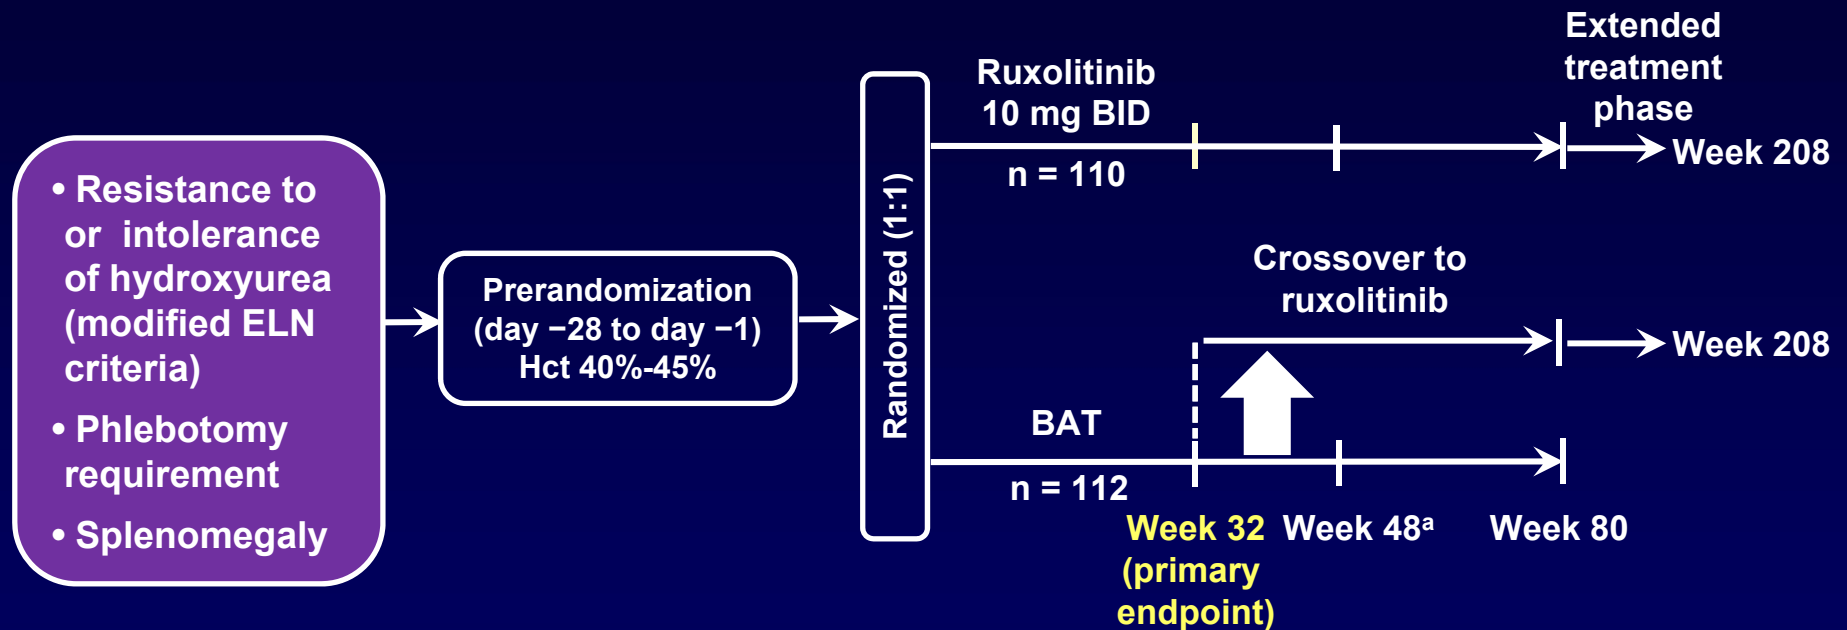 • Resistance to
or intolerance
of hydroxyurea
(modified ELN
criteria)
• Phlebotomy
requirement
• Splenomegaly
Prerandomization
(day −28 to day −1)
Hct 40%-45%
Randomized (1:1)
Ruxolitinib
10 mg BID
n = 110
Extended
treatment
phase
Week 208
Crossover to
ruxolitinib
Week 208
BAT
n = 112
Week 32
(primary
endpoint)
Week 48ᵃ
Week 80